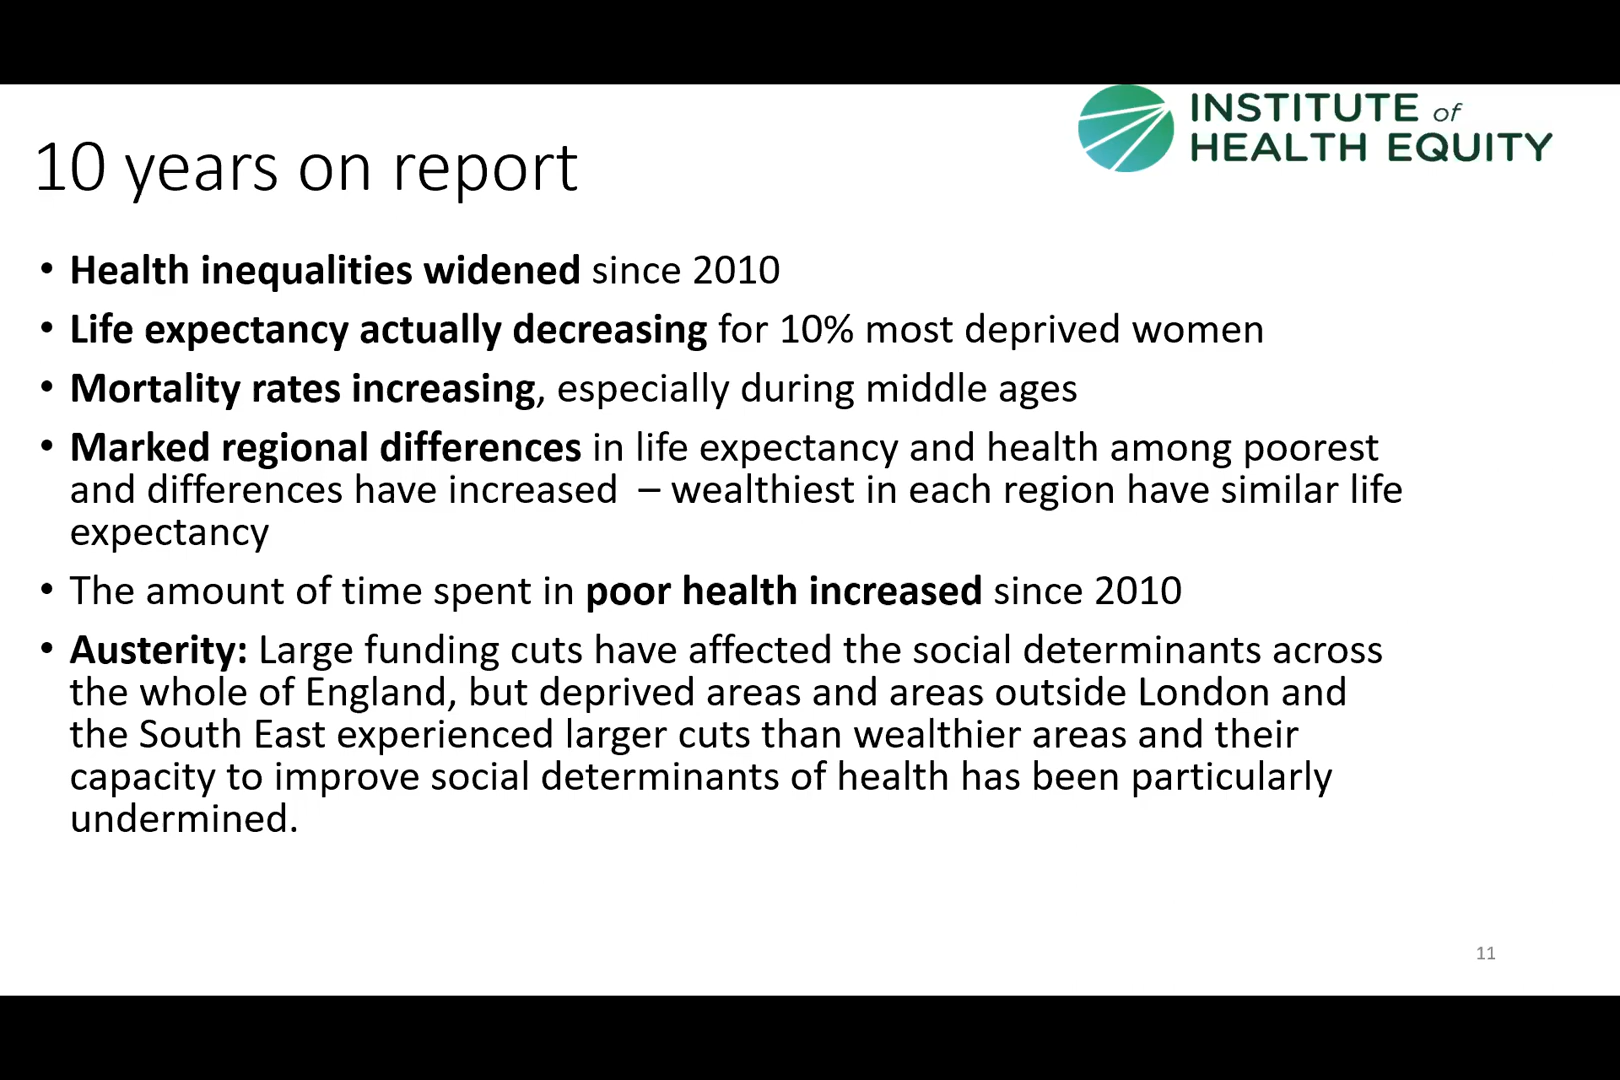 INSTITUTE of
HEALTH EQUITY
10 years on report
• Health inequalities widened since 2010
• Life expectancy actually decreasing for 10% most deprived women
• Mortality rates increasing, especially during middle ages
• Marked regional differences in life expectancy and health among poorest
and differences have increased – wealthiest in each region have similar life
expectancy
• The amount of time spent in poor health increased since 2010
• Austerity: Large funding cuts have affected the social determinants across
the whole of England, but deprived areas and areas outside London and
the South East experienced larger cuts than wealthier areas and their
capacity to improve social determinants of health has been particularly
undermined.
11